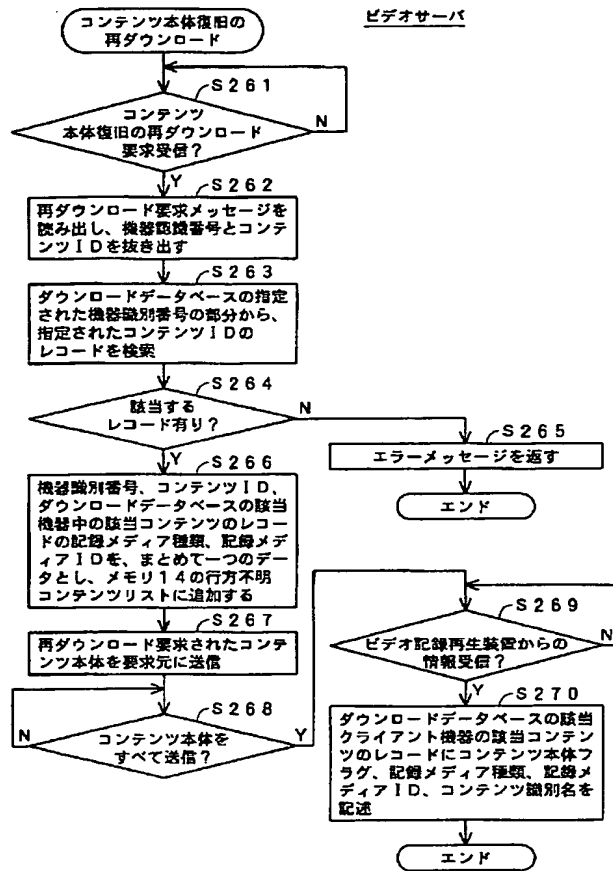 コンテンツ本体復旧の
再ダウンロード
ビデオサーバ
S261
コンテンツ
本体復旧の再ダウンロード
要求受信？
N
Y
S262
再ダウンロード要求メッセージを
読み出し、機器認識番号とコンテ
ンツIDを抜き出す
S263
ダウンロードデータベースの指定
された機器識別番号の部分から、
指定されたコンテンツIDの
レコードを検索
S264
該当する
レコード有り？
N
Y
S265
エラーメッセージを返す
エンド
S266
機器識別番号、コンテンツID、
ダウンロードデータベースの該当
機器中の該当コンテンツのレコー
ドの記録メディア種類、記録メデ
ィアIDを、まとめて一つのデー
タとし、メモリ14の行方不明
コンテンツリストに追加する
S267
再ダウンロード要求されたコンテ
ンツ本体を要求元に送信
S268
コンテンツ本体を
すべて送信？
N
Y
S269
ビデオ記録再生装置からの
情報受信？
N
Y
S270
ダウンロードデータベースの該当
クライアント機器の該当コンテン
ツのレコードにコンテンツ本体フ
ラグ、記録メディア種類、記録メ
ディアID、コンテンツ識別名を
記述
エンド